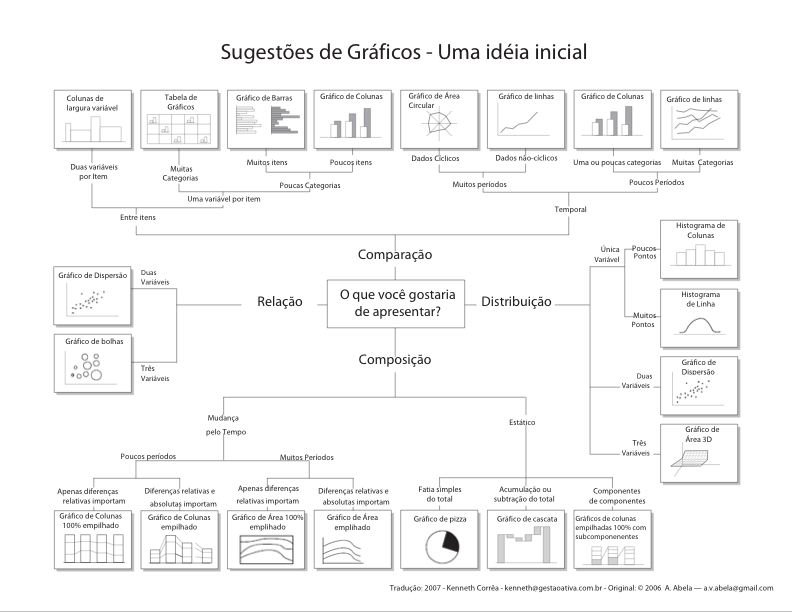 Sugestões de Gráficos - Uma idéia inicial
Colunas de
largura variável
Tabela de
Gráficos
Gráfico de Barras
Gráfico de Colunas
Gráfico de Área
Circular
Gráfico de linhas
Gráfico de Colunas
Gráfico de linhas
Duas variáveis
por Item
Muitas
Categorias
Muitos itens
Poucos itens
Dados Cíclicos
Dados não-cíclicos
Uma ou poucas categorias
Muitas Categorias
Poucas Categorias
Muitos períodos
Poucos Períodos
Uma variável por item
Entre itens
Temporal
Comparação
Gráfico de Dispersão
Duas
Variáveis
Gráfico de bolhas
Três
Variáveis
Relação
O que você gostaria
de apresentar?
Distribuição
Única
Variável
Poucos
Pontos
Histograma de
Colunas
Muitos
Pontos
Histograma
de Linha
Duas
Variáveis
Gráfico de
Dispersão
Três
Variáveis
Gráfico de
Área 3D
Composição
Mudança
pelo Tempo
Estático
Poucos períodos
Muitos Períodos
Apenas diferenças
relativas importam
Diferenças relativas e
absolutas importam
Apenas diferenças
relativas importam
Diferenças relativas e
absolutas importam
Fatia simples
do total
Acumulação ou
subtração do total
Componentes
de componentes
Gráfico de Colunas
100% empilhado
Gráfico de Colunas
empilhado
Gráfico de Área 100%
emplihado
Gráfico de Área
emplihado
Gráfico de pizza
Gráfico de cascata
Gráficos de colunas
empilhadas 100% com
subcomponenentes
Tradução: 2007 - Kenneth Corrêa - kenneth@gestaoativa.com.br - Original: © 2006 A. Abela — a.v.abela@gmail.com